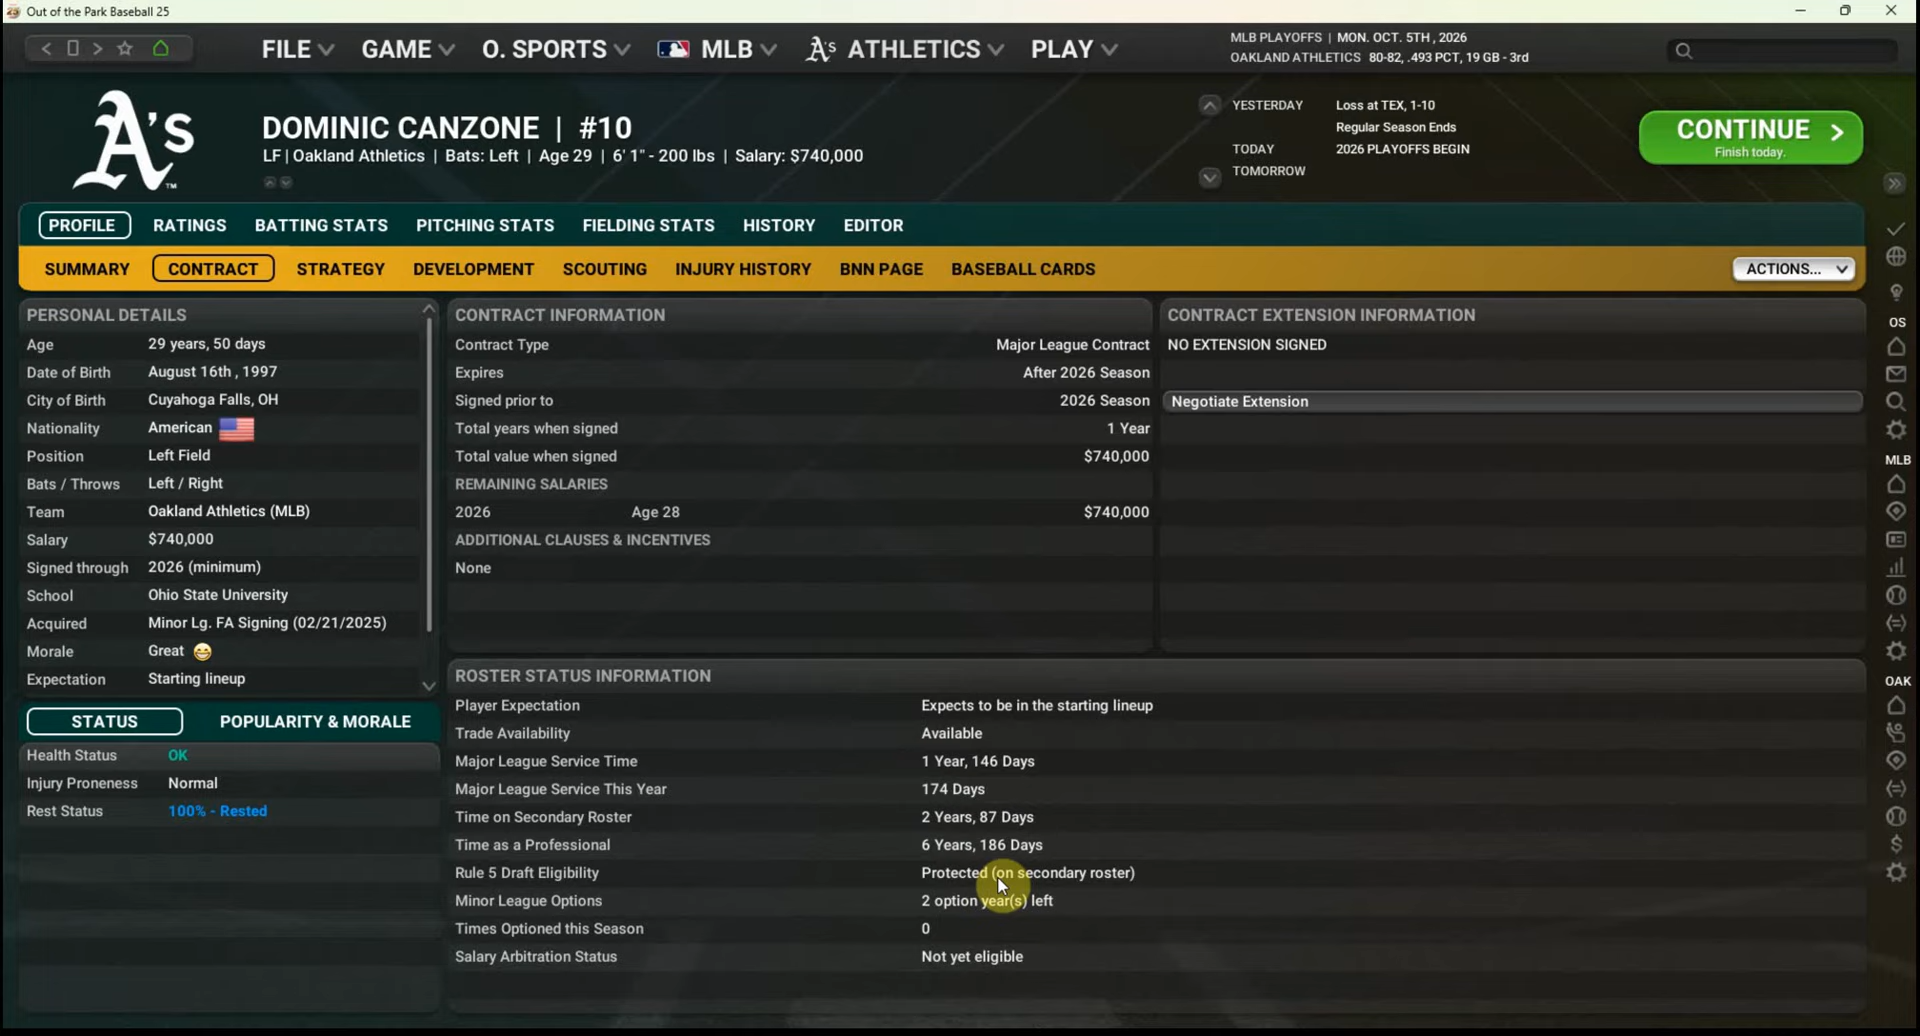 Out of the Park Baseball 25
FILE GAME O. SPORTS MLB A's ATHLETICS PLAY
MLB PLAYOFFS | MON. OCT. 5TH, 2026
OAKLAND ATHLETICS 80-82, .493 PCT, 19 GB - 3rd
A's
DOMINIC CANZONE | #10
LF | Oakland Athletics | Bats: Left | Age 29 | 6' 1" - 200 lbs | Salary: $740,000
YESTERDAY Loss at TEX, 1-10
Regular Season Ends
TODAY 2026 PLAYOFFS BEGIN
TOMORROW
CONTINUE
Finish today.
PROFILE RATINGS BATTING STATS PITCHING STATS FIELDING STATS HISTORY EDITOR
SUMMARY CONTRACT STRATEGY DEVELOPMENT SCOUTING INJURY HISTORY BNN PAGE BASEBALL CARDS ACTIONS...
PERSONAL DETAILS
Age 29 years, 50 days
Date of Birth August 16th , 1997
City of Birth Cuyahoga Falls, OH
Nationality American
Position Left Field
Bats / Throws Left / Right
Team Oakland Athletics (MLB)
Salary $740,000
Signed through 2026 (minimum)
School Ohio State University
Acquired Minor Lg. FA Signing (02/21/2025)
Morale Great
Expectation Starting lineup
STATUS POPULARITY & MORALE
Health Status OK
Injury Proneness Normal
Rest Status 100% - Rested
CONTRACT INFORMATION
Contract Type Major League Contract
Expires After 2026 Season
Signed prior to 2026 Season
Total years when signed 1 Year
Total value when signed $740,000
REMAINING SALARIES
2026 Age 28 $740,000
ADDITIONAL CLAUSES & INCENTIVES
None
CONTRACT EXTENSION INFORMATION
NO EXTENSION SIGNED
Negotiate Extension
ROSTER STATUS INFORMATION
Player Expectation Expects to be in the starting lineup
Trade Availability Available
Major League Service Time 1 Year, 146 Days
Major League Service This Year 174 Days
Time on Secondary Roster 2 Years, 87 Days
Time as a Professional 6 Years, 186 Days
Rule 5 Draft Eligibility Protected (on secondary roster)
Minor League Options 2 option year(s) left
Times Optioned this Season 0
Salary Arbitration Status Not yet eligible
OS
MLB
OAK